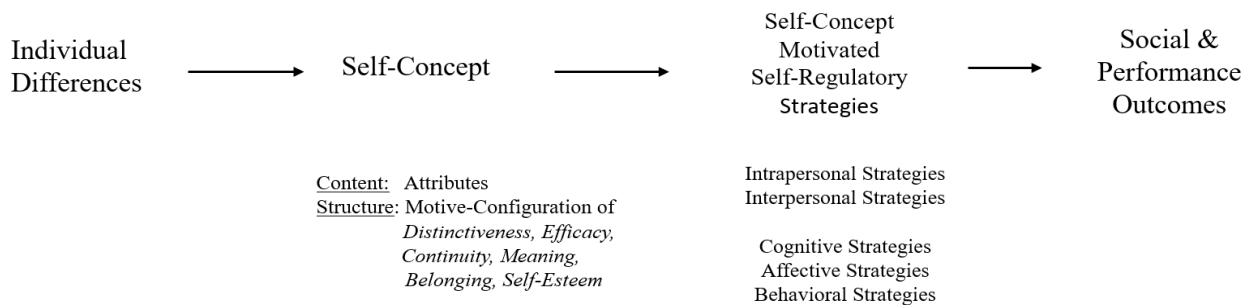 Individual
Differences
Self-Concept
Self-Concept
Motivated
Self-Regulatory
Strategies
Social &
Performance
Outcomes
Content: Attributes
Structure: Motive-Configuration of
Distinctiveness, Efficacy,
Continuity, Meaning,
Belonging, Self-Esteem
Intrapersonal Strategies
Interpersonal Strategies
Cognitive Strategies
Affective Strategies
Behavioral Strategies